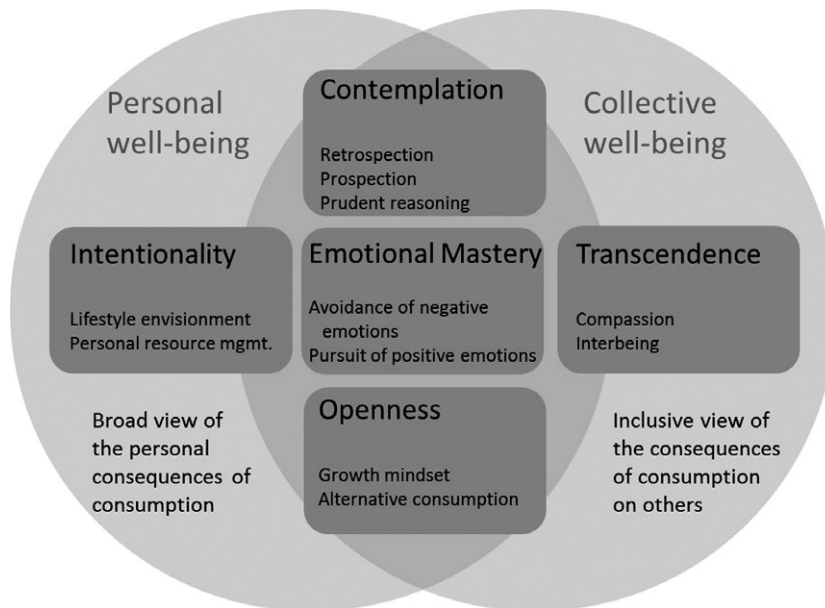 Personal
well-being
Contemplation
Retrospection
Prospection
Prudent reasoning
Collective
well-being
Intentionality
Lifestyle envisionment
Personal resource mgmt.
Emotional Mastery
Avoidance of negative
emotions
Pursuit of positive emotions
Transcendence
Compassion
Interbeing
Broad view of
the personal
consequences of
consumption
Openness
Growth mindset
Alternative consumption
Inclusive view of
the consequences
of consumption
on others